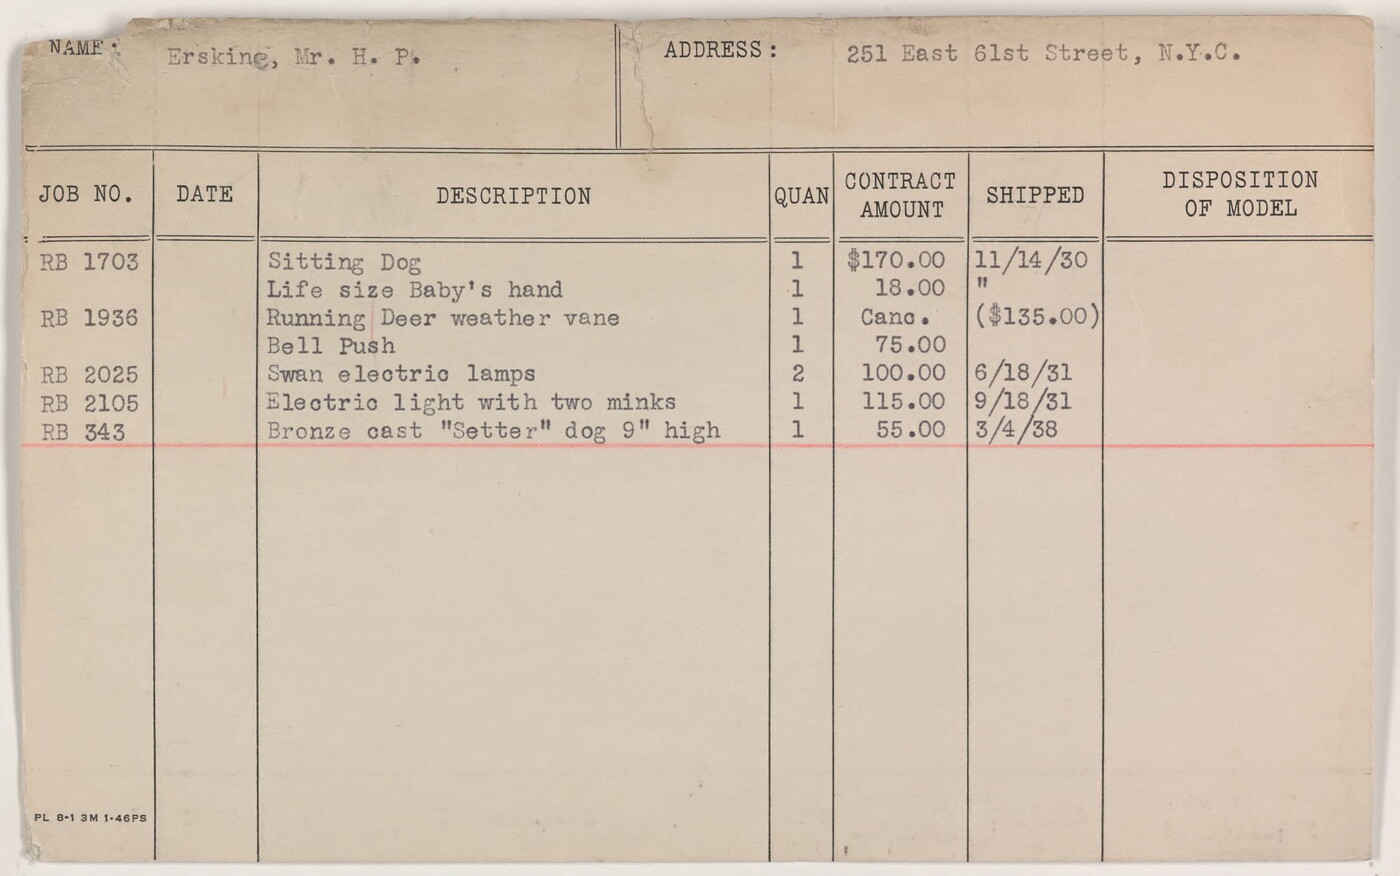 NAME: Erskine, Mr. H. P. ADDRESS: 251 East 61st Street, N.Y.C.
JOB NO. DATE DESCRIPTION QUAN CONTRACT AMOUNT SHIPPED DISPOSITION OF MODEL
RB 1703 Sitting Dog 1 $170.00 11/14/30
Life size Baby's hand 1 18.00 "
RB 1936 Running Deer weather vane 1 Canc. ($135.00)
Bell Push 1 75.00
RB 2025 Swan electric lamps 2 100.00 6/18/31
RB 2105 Electric light with two minks 1 115.00 9/18/31
RB 343 Bronze cast "Setter" dog 9" high 1 55.00 3/4/38
PL 8-1 3M 1-46PS